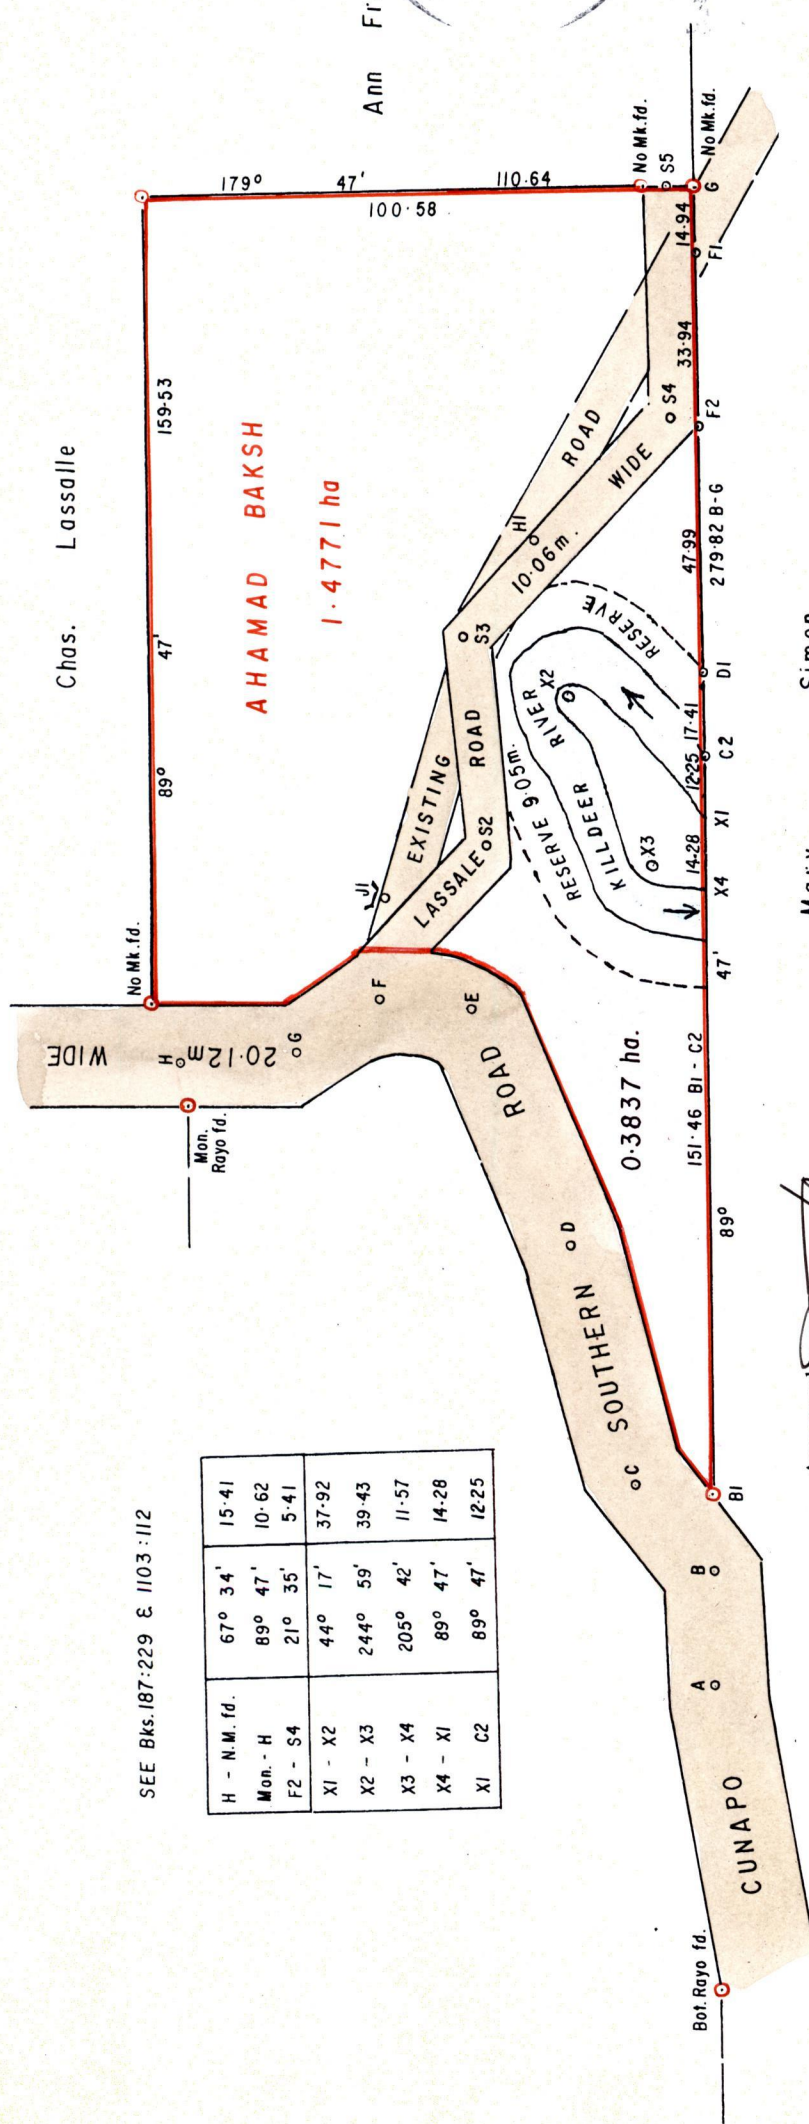 SEE Bks.187:229 & 1103:112
H - N.M. fd. 67° 34' 15·41
Mon. - H 89° 47' 10·62
F2 - S4 21° 35' 5·41
X1 - X2 44° 17' 37·92
X2 - X3 244° 59' 39·43
X3 - X4 205° 42' 11·57
X4 - X1 89° 47' 14·28
X1 C2 89° 47' 12·25
Chas. Lassalle
Ann
No Mk.fd.
89° 47' 159·53
179° 47' 110·64
100·58
AHAMAD BAKSH
1·4771 ha
WIDE
20·12m
H
G
Mon.
Rayo fd.
F
E
J1
EXISTING ROAD
H1
LASSALE ROAD 10·06m. WIDE
S2
S3
S4
S5
No Mk.fd.
No Mk.fd.
G
RESERVE 9·05m.
RESERVE
KILLDEER RIVER
X2
X3
0·3837 ha.
CUNAPO SOUTHERN ROAD
A
B
C
D
Bot. Rayo fd.
B1
151·46 B1 - C2
14·28
12·25
17·41
47·99
33·94
14·94
279·82 B-G
89° 47'
X4
X1
C2
D1
F2
F1